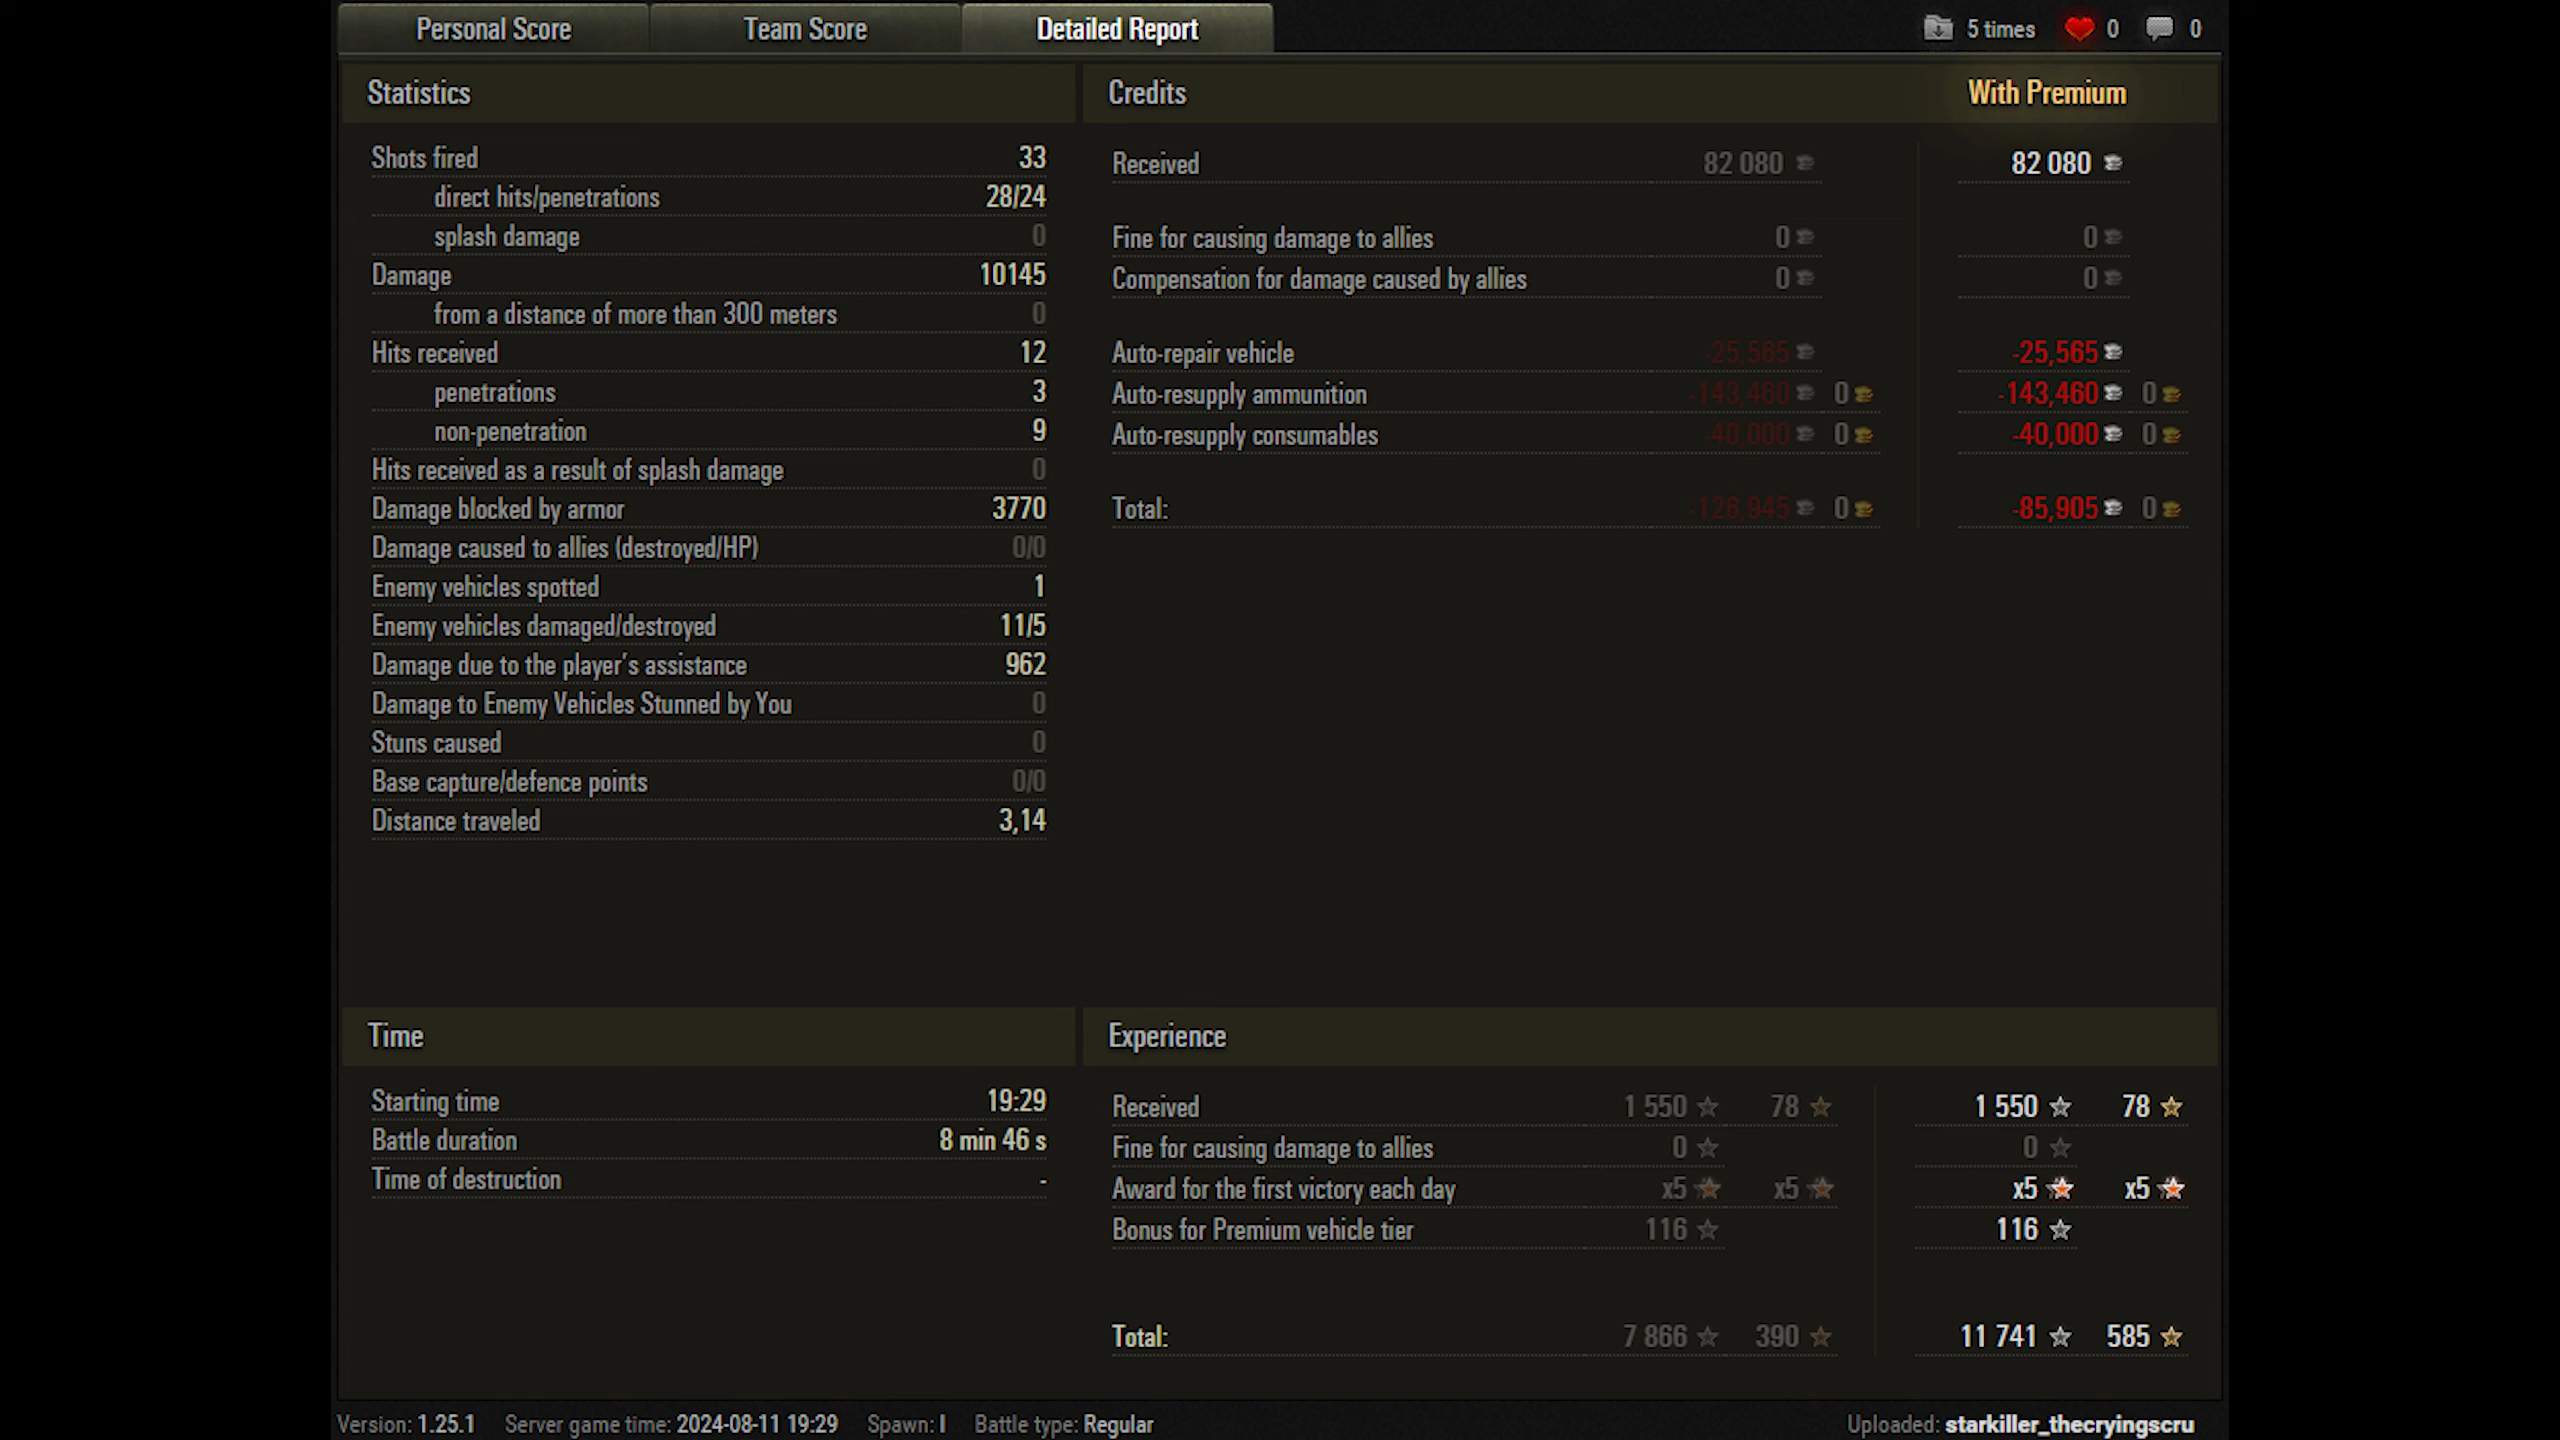 Personal Score Team Score Detailed Report 5 times 0 0
Statistics
Shots fired 33
direct hits/penetrations 28/24
splash damage 0
Damage 10145
from a distance of more than 300 meters 0
Hits received 12
penetrations 3
non-penetration 9
Hits received as a result of splash damage 0
Damage blocked by armor 3770
Damage caused to allies (destroyed/HP) 0/0
Enemy vehicles spotted 1
Enemy vehicles damaged/destroyed 11/5
Damage due to the player's assistance 962
Damage to Enemy Vehicles Stunned by You 0
Stuns caused 0
Base capture/defence points 0/0
Distance traveled 3,14
Credits With Premium
Received 82 080 82 080
Fine for causing damage to allies 0 0
Compensation for damage caused by allies 0 0
Auto-repair vehicle -25,565 -25,565
Auto-resupply ammunition -143,460 0 -143,460 0
Auto-resupply consumables -40,000 0 -40,000 0
Total: -126,945 0 -85,905 0
Time
Starting time 19:29
Battle duration 8 min 46 s
Time of destruction -
Experience
Received 1 550 78 1 550 78
Fine for causing damage to allies 0 0
Award for the first victory each day x5 x5 x5 x5
Bonus for Premium vehicle tier 116 116
Total: 7 866 390 11 741 585
Version: 1.25.1 Server game time: 2024-08-11 19:29 Spawn: I Battle type: Regular Uploaded: starkiller_thecryingscru